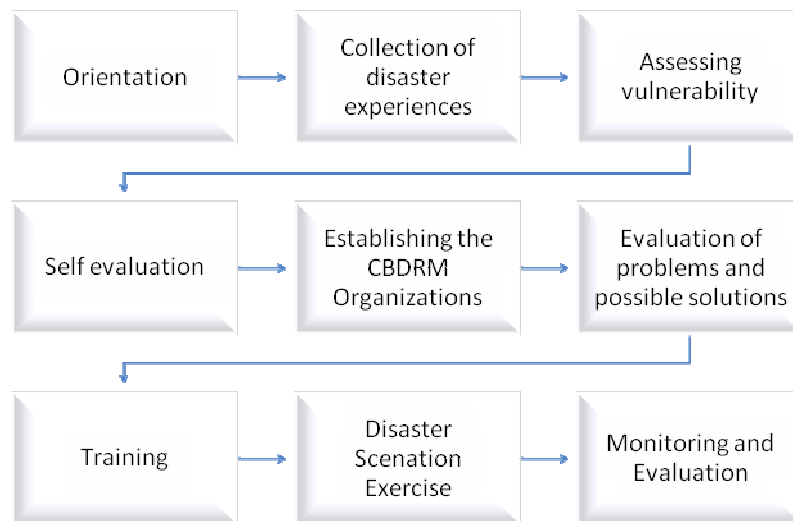 Orientation
Collection of
disaster
experiences
Assessing
vulnerability
Self evaluation
Establishing the
CBDRM
Organizations
Evaluation of
problems and
possible solutions
Training
Disaster
Scenation
Exercise
Monitoring and
Evaluation